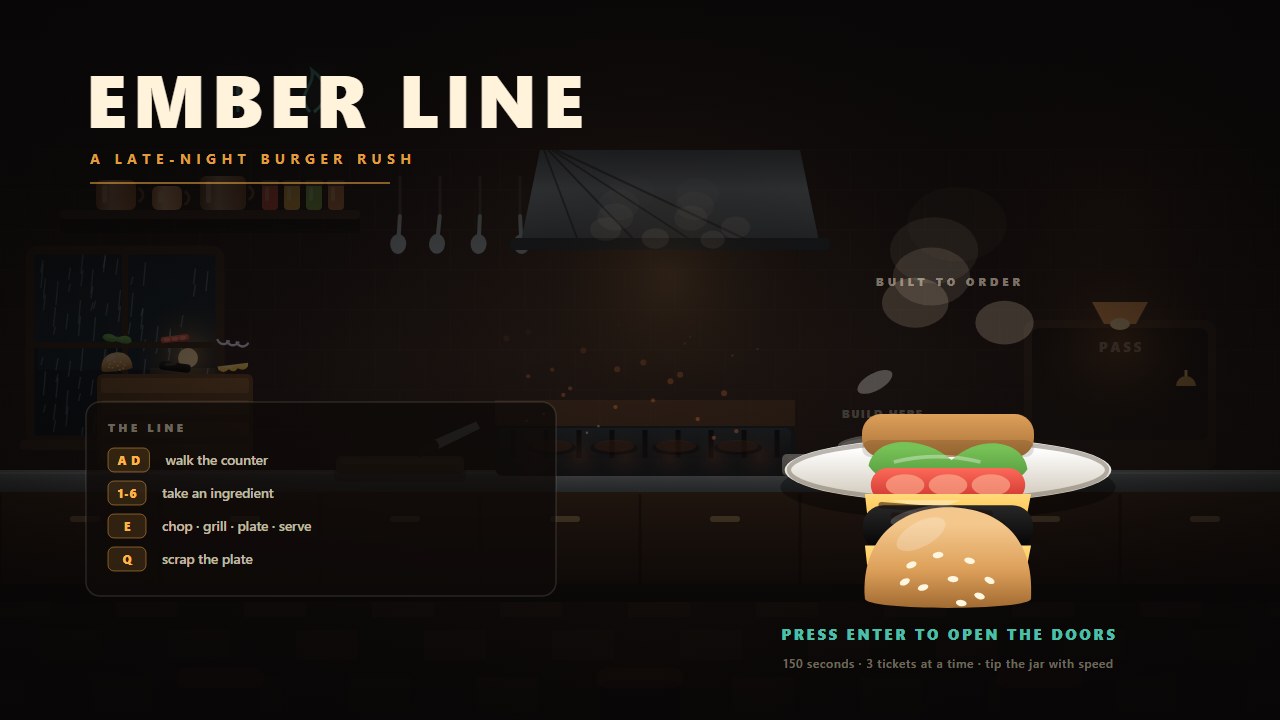 EMBER LINE
A LATE-NIGHT BURGER RUSH
BUILT TO ORDER
PASS
BUILD HERE
THE LINE
A D walk the counter
1-6 take an ingredient
E chop · grill · plate · serve
Q scrap the plate
PRESS ENTER TO OPEN THE DOORS
150 seconds · 3 tickets at a time · tip the jar with speed